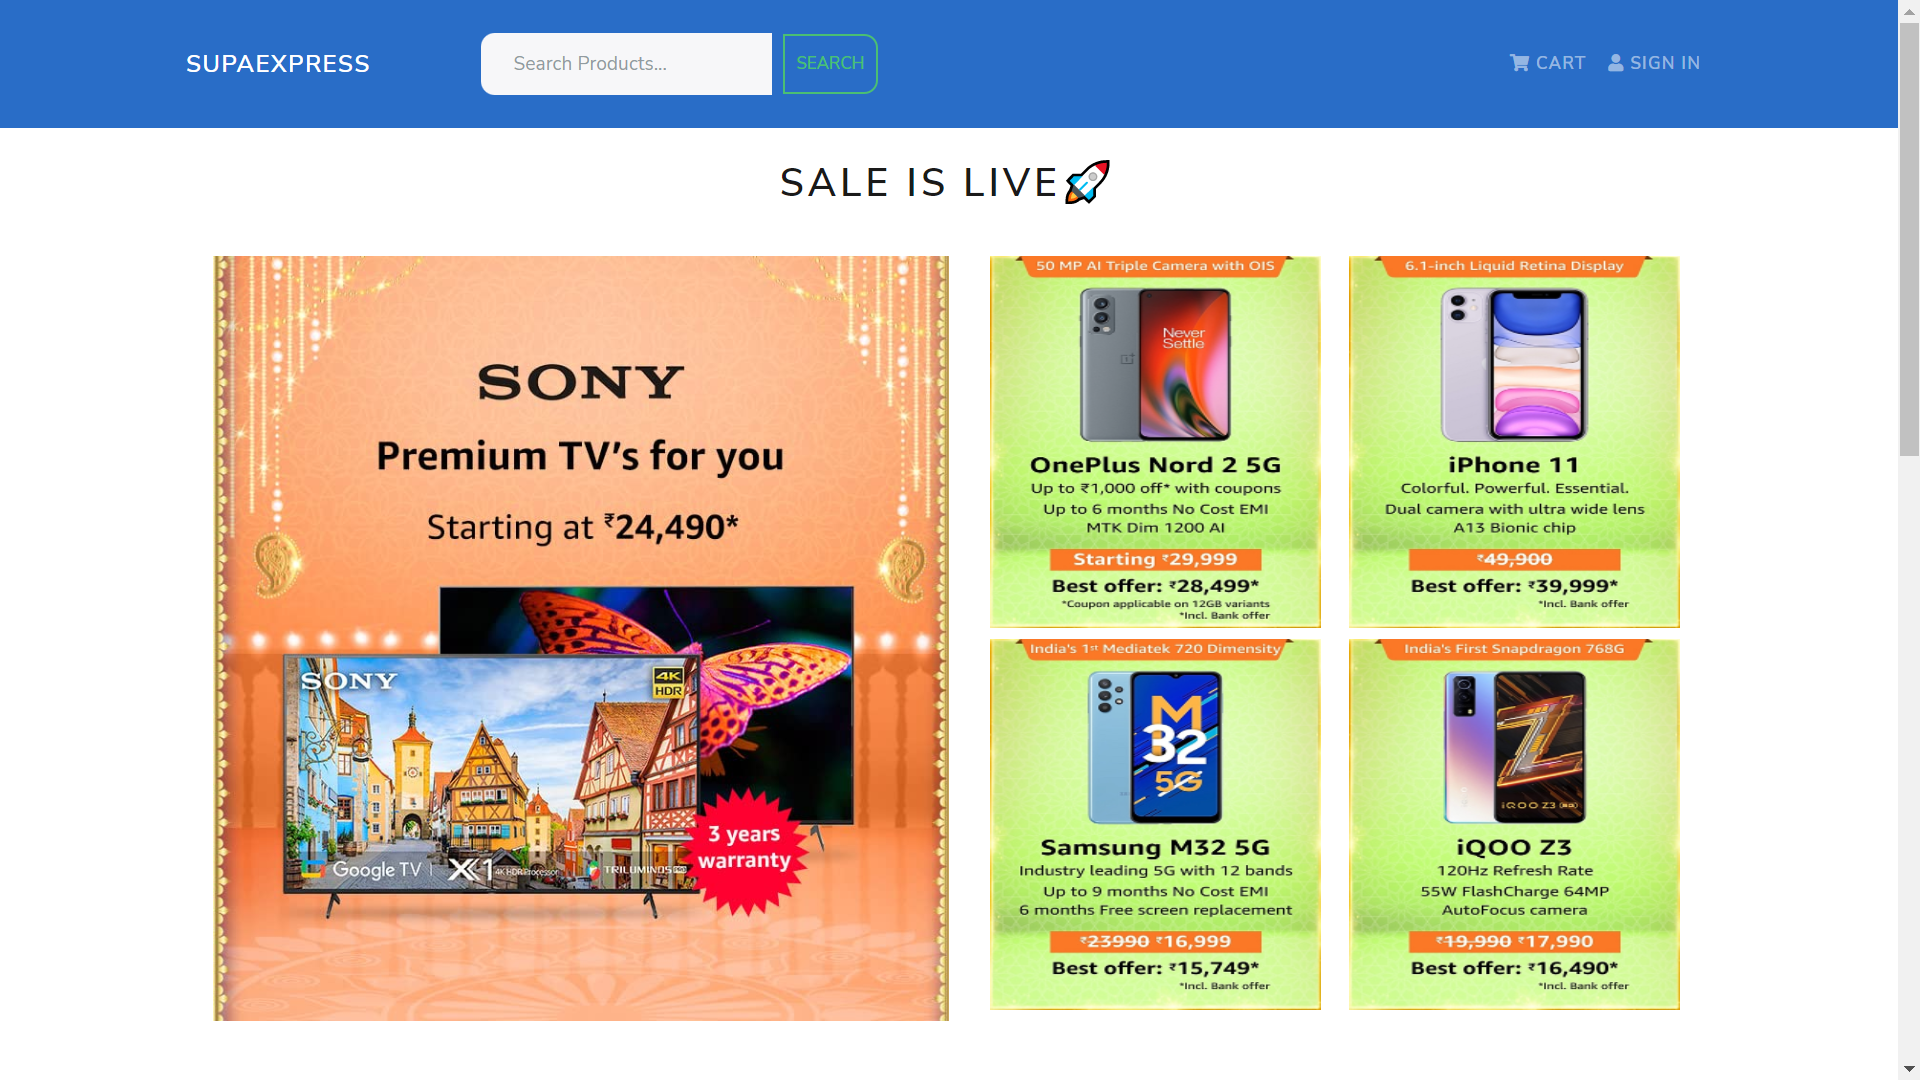 SUPAEXPRESS
Search Products...
SEARCH
CART
SIGN IN
SALE IS LIVE🚀
SONY
Premium TV's for you
Starting at ₹24,490*
SONY
4K
HDR
Google TV
X1
4K HDR Processor
TRILUMINOS PRO
3 years
warranty
50 MP AI Triple Camera with OIS
Never
Settle
OnePlus Nord 2 5G
Up to ₹1,000 off* with coupons
Up to 6 months No Cost EMI
MTK Dim 1200 AI
Starting ₹29,999
Best offer: ₹28,499*
*Coupon applicable on 12GB variants
*Incl. Bank offer
6.1-inch Liquid Retina Display
iPhone 11
Colorful. Powerful. Essential.
Dual camera with ultra wide lens
A13 Bionic chip
₹49,900
Best offer: ₹39,999*
*Incl. Bank offer
India's 1st Mediatek 720 Dimensity
M
32
5G
Samsung M32 5G
Industry leading 5G with 12 bands
Up to 9 months No Cost EMI
6 months Free screen replacement
₹23990 ₹16,999
Best offer: ₹15,749*
*Incl. Bank offer
India's First Snapdragon 768G
Z
iQOO Z3
iQOO Z3
120Hz Refresh Rate
55W FlashCharge 64MP
AutoFocus camera
₹19,990 ₹17,990
Best offer: ₹16,490*
*Incl. Bank offer